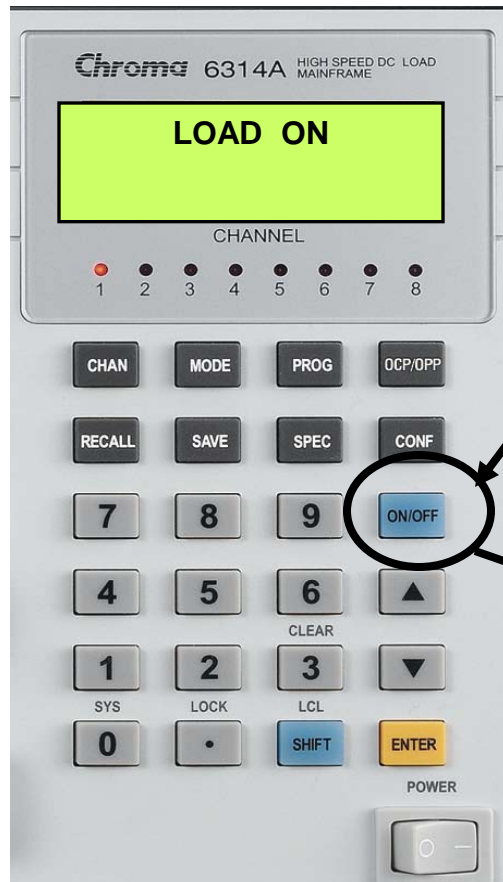 Chroma 6314A HIGH SPEED DC LOAD
MAINFRAME
LOAD ON
CHANNEL
1 2 3 4 5 6 7 8
CHAN MODE PROG OCP/OPP
RECALL SAVE SPEC CONF
7 8 9 ON/OFF
4 5 6 ▲
CLEAR
1 2 3 ▼
SYS LOCK LCL
0 . SHIFT ENTER
POWER
O —